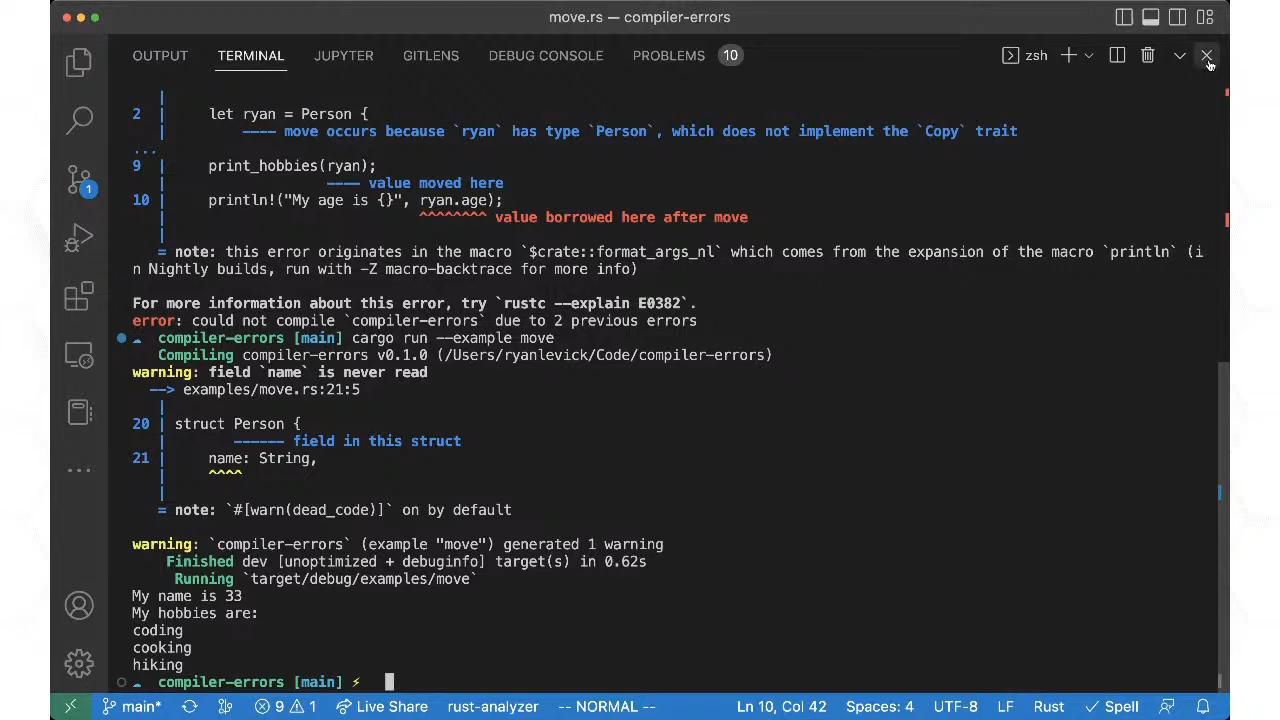 move.rs — compiler-errors
OUTPUT TERMINAL JUPYTER GITLENS DEBUG CONSOLE PROBLEMS 10 zsh
2 let ryan = Person {
---- move occurs because `ryan` has type `Person`, which does not implement the `Copy` trait
...
9 print_hobbies(ryan);
---- value moved here
10 println!("My age is {}", ryan.age);
^^^^^^^^ value borrowed here after move
= note: this error originates in the macro `$crate::format_args_nl` which comes from the expansion of the macro `println` (i
n Nightly builds, run with -Z macro-backtrace for more info)
For more information about this error, try `rustc --explain E0382`.
error: could not compile `compiler-errors` due to 2 previous errors
compiler-errors [main] cargo run --example move
Compiling compiler-errors v0.1.0 (/Users/ryanlevick/Code/compiler-errors)
warning: field `name` is never read
--> examples/move.rs:21:5
20 struct Person {
------ field in this struct
21 name: String,
^^^^
= note: `#[warn(dead_code)]` on by default
warning: `compiler-errors` (example "move") generated 1 warning
Finished dev [unoptimized + debuginfo] target(s) in 0.62s
Running `target/debug/examples/move`
My name is 33
My hobbies are:
coding
cooking
hiking
compiler-errors [main] ⚡
1
main* 9 1 Live Share rust-analyzer -- NORMAL -- Ln 10, Col 42 Spaces: 4 UTF-8 LF Rust Spell